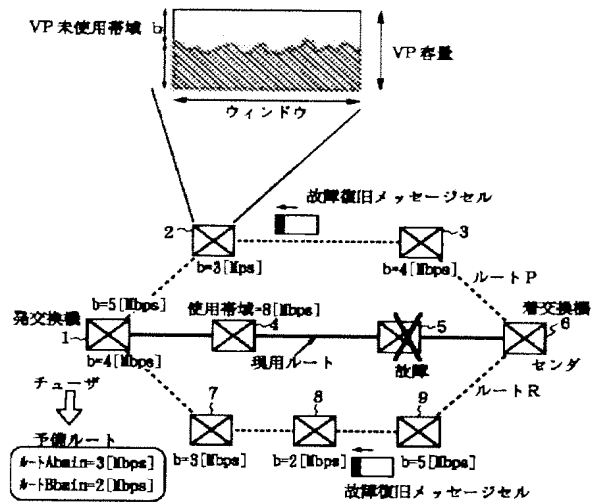 VP未使用帯域 b
VP容量
ウィンドウ
故障復旧メッセージセル
2
3
b=3[Mps]
b=4[Mbps]
ルートP
b=5[Mbps]
使用帯域=8[Mbps]
発交換機
4
5
着交換機
6
1
現用ルート
故障
センダ
b=4[Mbps]
チューザ
ルートR
7
8
9
予備ルート
b=3[Mbps]
b=2[Mbps]
b=5[Mbps]
ルートAbmin=3[Mbps]
ルートBbmin=2[Mbps]
故障復旧メッセージセル